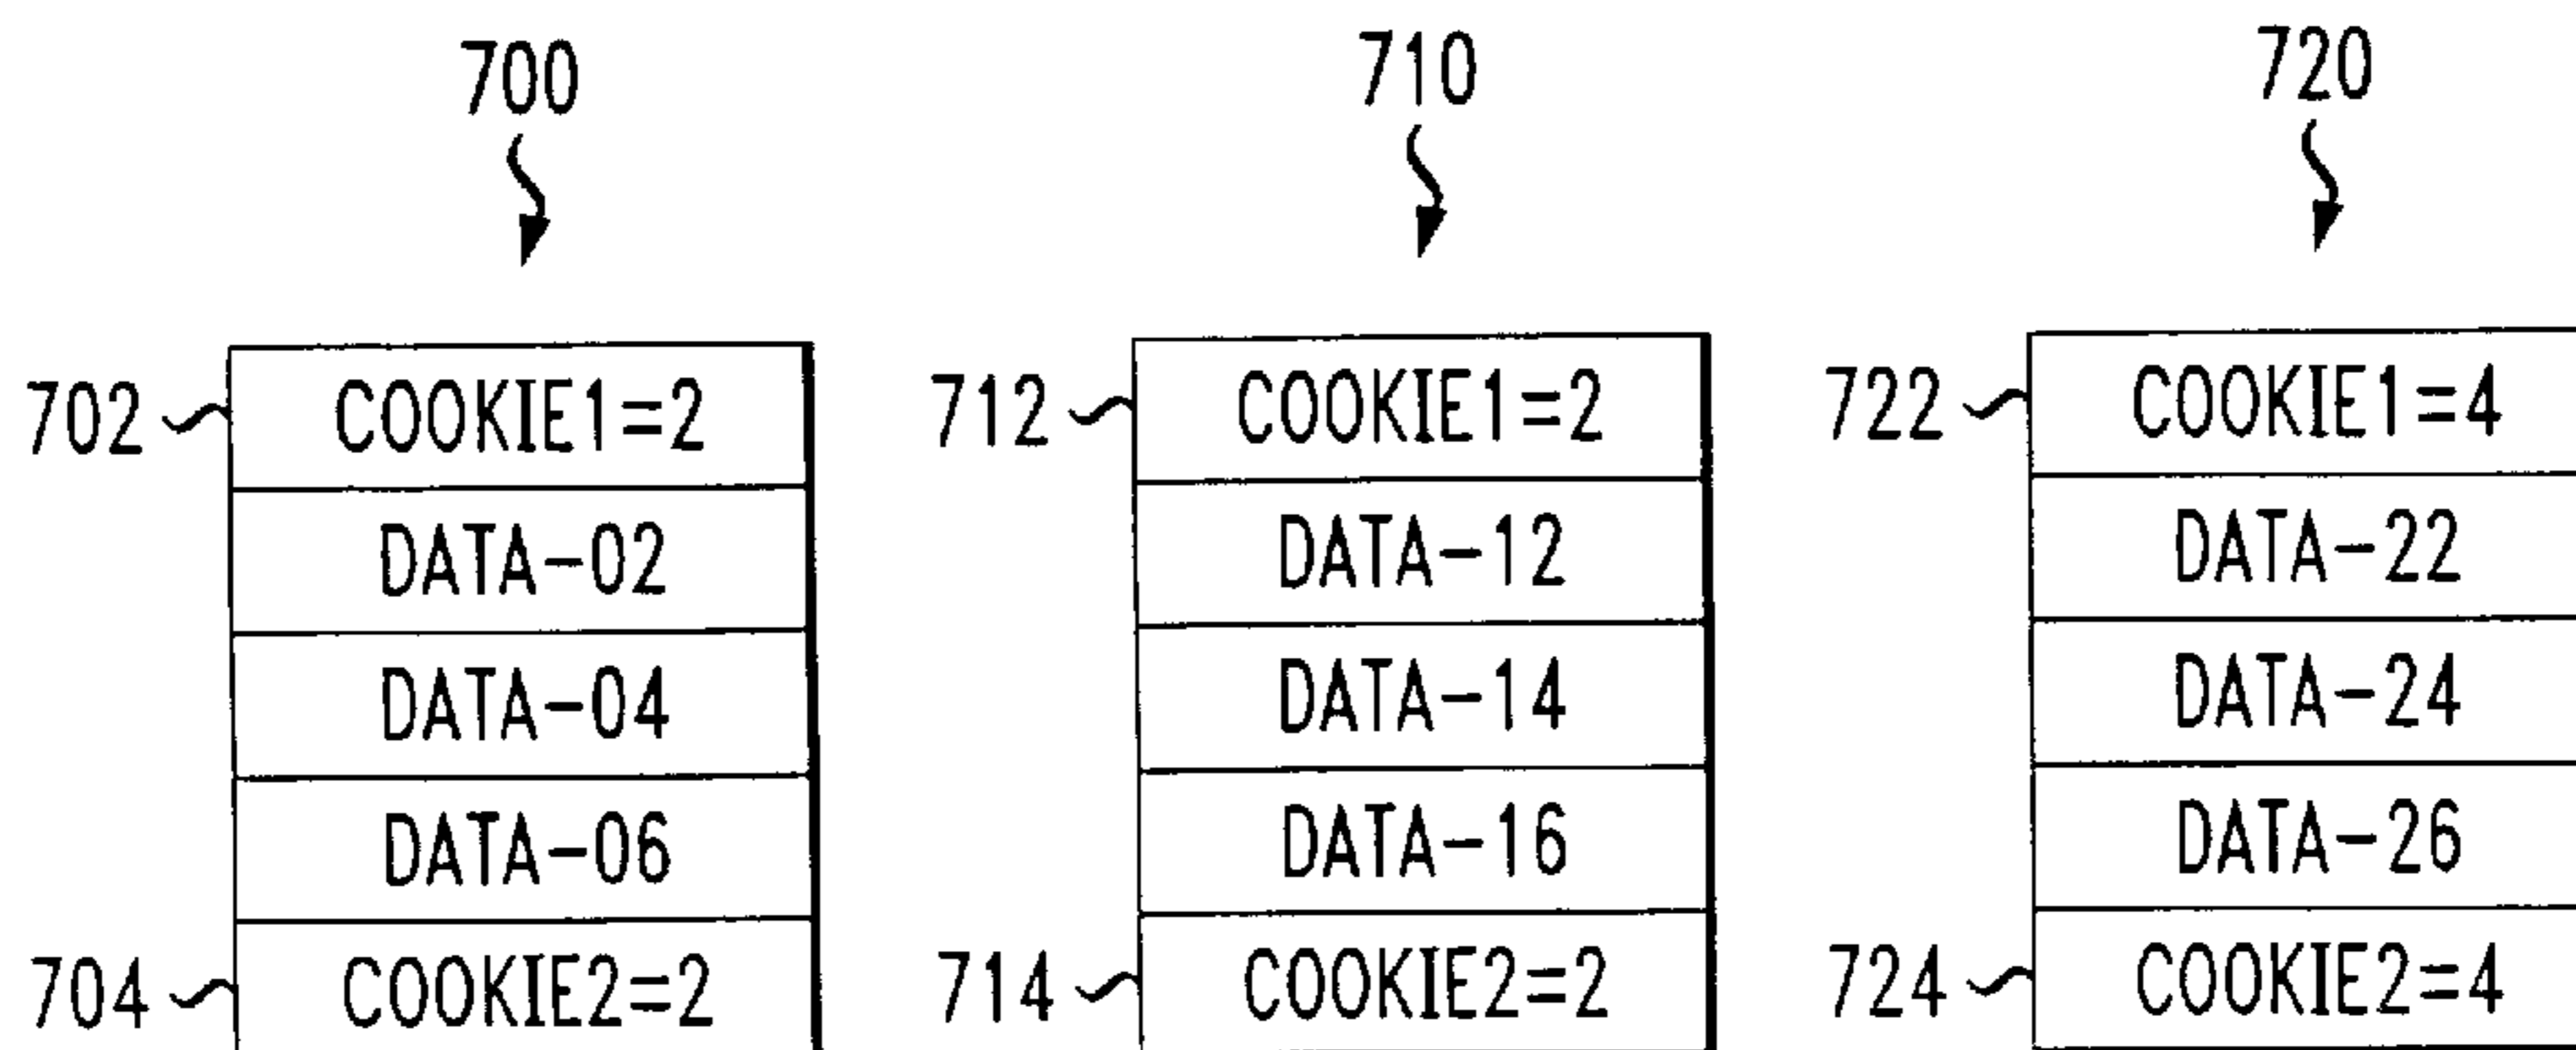 700 710 720
702 COOKIE1=2 712 COOKIE1=2 722 COOKIE1=4
DATA-02 DATA-12 DATA-22
DATA-04 DATA-14 DATA-24
DATA-06 DATA-16 DATA-26
704 COOKIE2=2 714 COOKIE2=2 724 COOKIE2=4